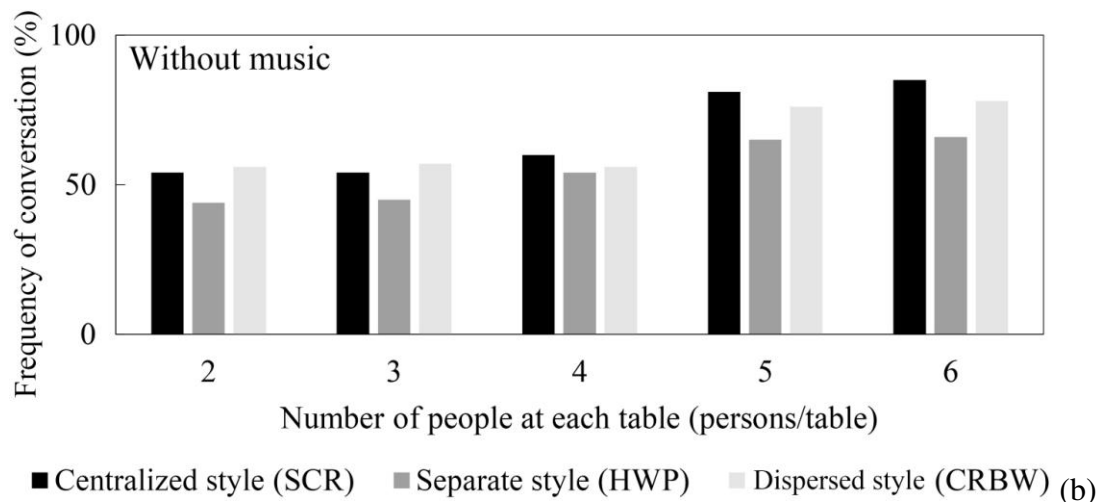 Frequency of conversation (%)
100
50
0
Without music
2 3 4 5 6
Number of people at each table (persons/table)
Centralized style (SCR) Separate style (HWP) Dispersed style (CRBW) (b)